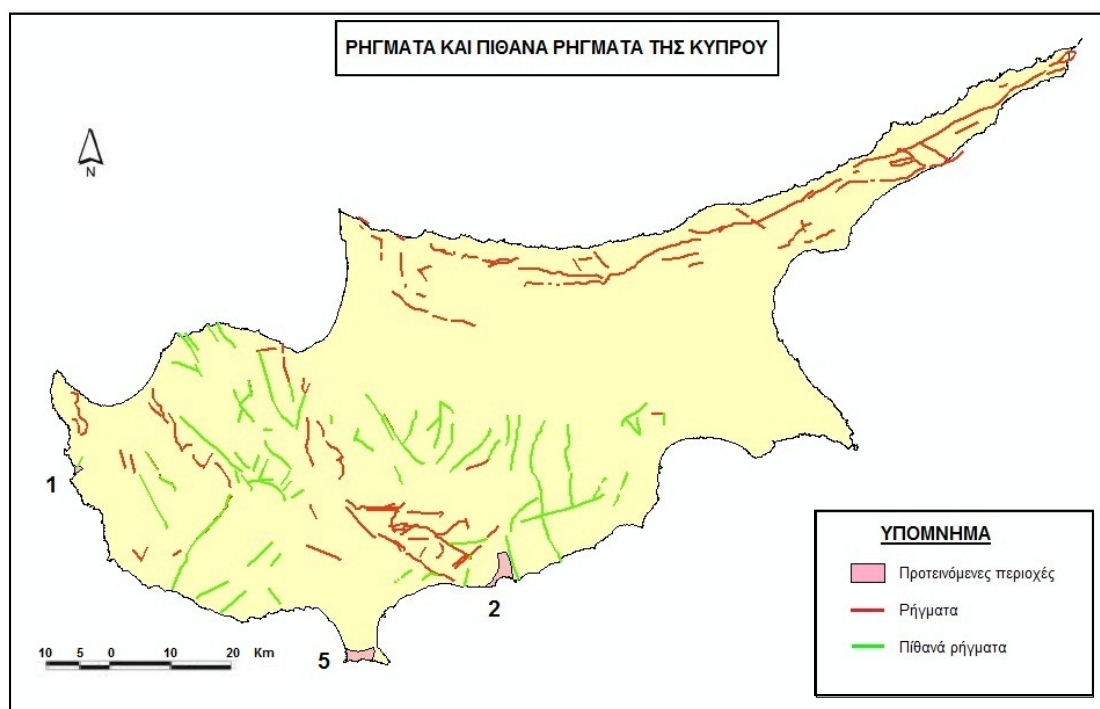 ΡΗΓΜΑΤΑ ΚΑΙ ΠΙΘΑΝΑ ΡΗΓΜΑΤΑ ΤΗΣ ΚΥΠΡΟΥ
N
1
2
5
ΥΠΟΜΝΗΜΑ
Προτεινόμενες περιοχές
Ρήγματα
Πίθανά ρήγματα
10 5 0 10 20 Km